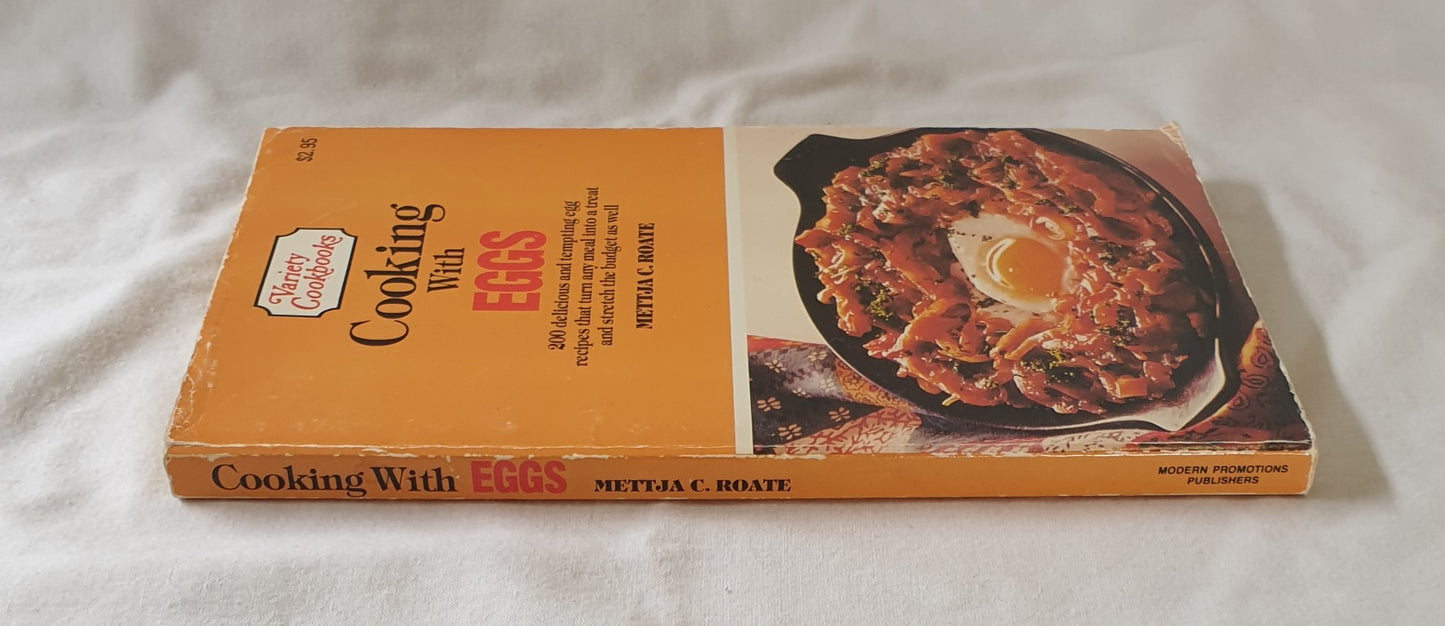 $2.95
Variety
Cookbooks
Cooking
With
EGGS
200 delicious and tempting egg
recipes that turn any meal into a treat
and stretch the budget as well
METTJA C. ROATE
Cooking With EGGS METTJA C. ROATE
MODERN PROMOTIONS
PUBLISHERS